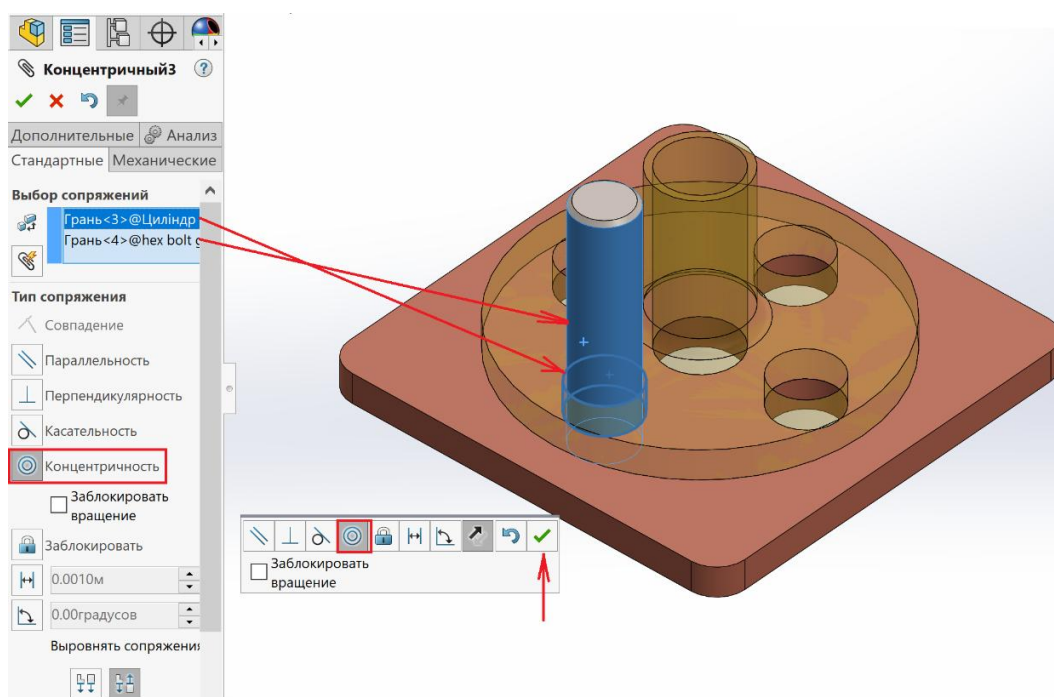 Концентричный3
Дополнительные Анализ
Стандартные Механические
Выбор сопряжений
Грань<3>@Циліндр
Грань<4>@hex bolt g
Тип сопряжения
Совпадение
Параллельность
Перпендикулярность
Касательность
Концентричность
Заблокировать
вращение
Заблокировать
0.0010м
0.00градусов
Выровнять сопряжения
Заблокировать
вращение